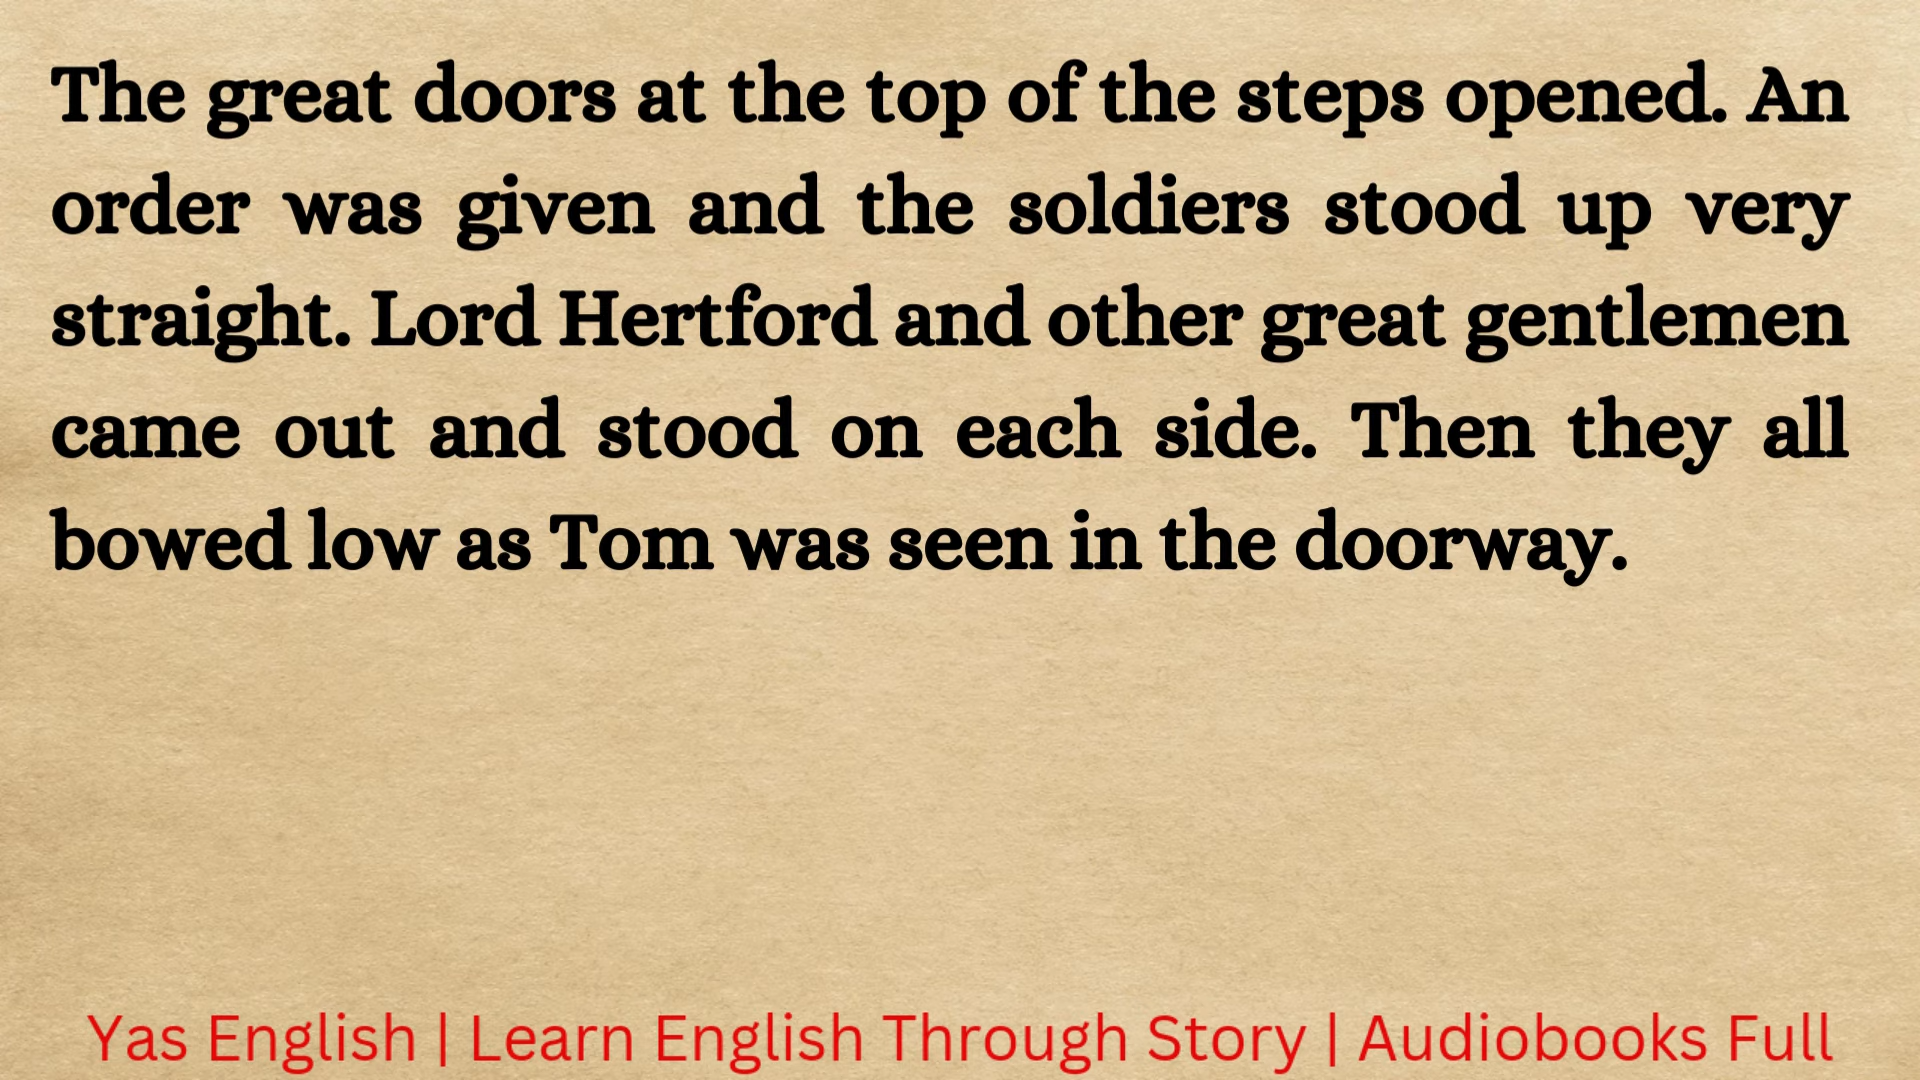 The great doors at the top of the steps opened. An
order was given and the soldiers stood up very
straight. Lord Hertford and other great gentlemen
came out and stood on each side. Then they all
bowed low as Tom was seen in the doorway.
Yas English | Learn English Through Story | Audiobooks Full